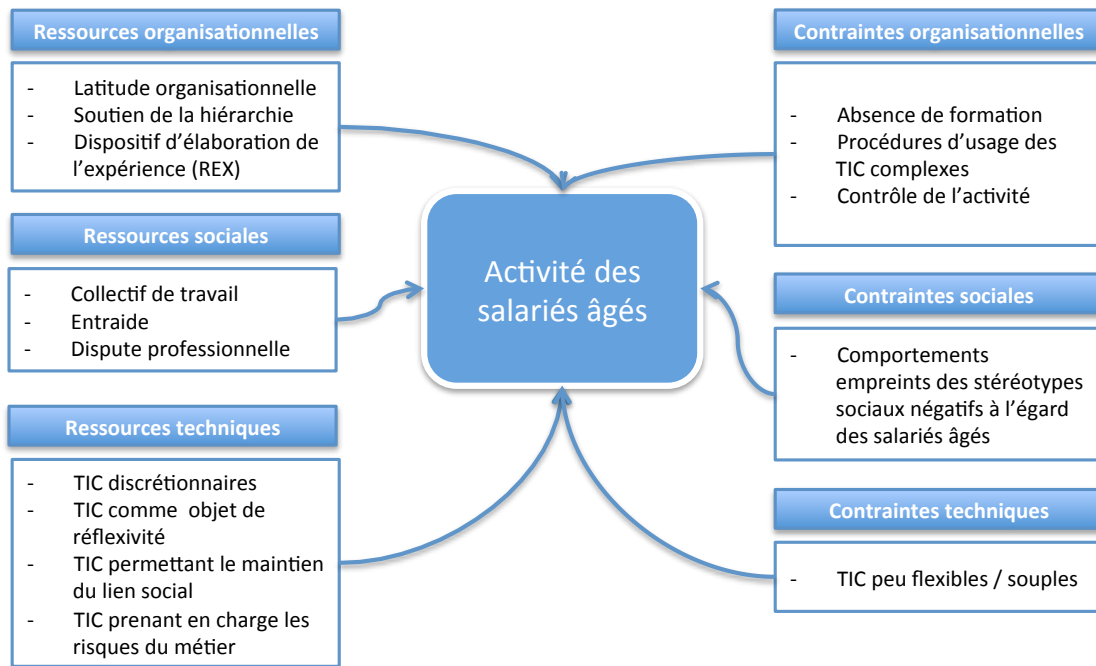 Ressources organisationnelles
- Latitude organisationnelle
- Soutien de la hiérarchie
- Dispositif d'élaboration de
l'expérience (REX)
Ressources sociales
- Collectif de travail
- Entraide
- Dispute professionnelle
Ressources techniques
- TIC discrétionnaires
- TIC comme objet de
réflexivité
- TIC permettant le maintien
du lien social
- TIC prenant en charge les
risques du métier
Activité des
salariés âgés
Contraintes organisationnelles
- Absence de formation
- Procédures d'usage des
TIC complexes
- Contrôle de l'activité
Contraintes sociales
- Comportements
empreints des stéréotypes
sociaux négatifs à l'égard
des salariés âgés
Contraintes techniques
- TIC peu flexibles / souples